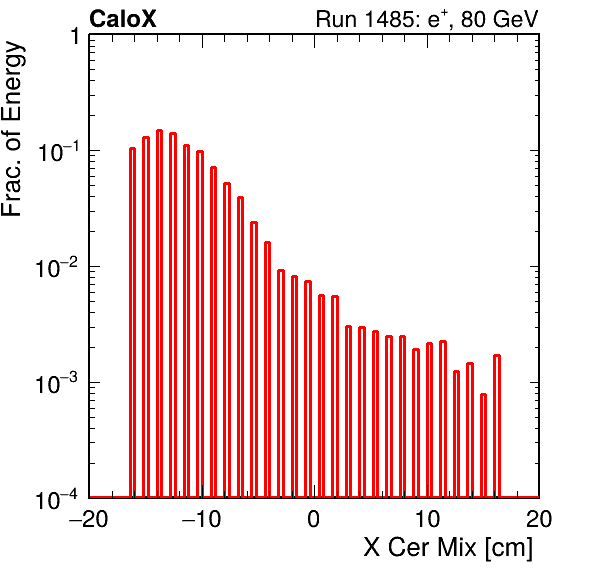 CaloX Run 1485: e⁺, 80 GeV
Frac. of Energy
1
10⁻¹
10⁻²
10⁻³
10⁻⁴
−20 −10 0 10 20
X Cer Mix [cm]